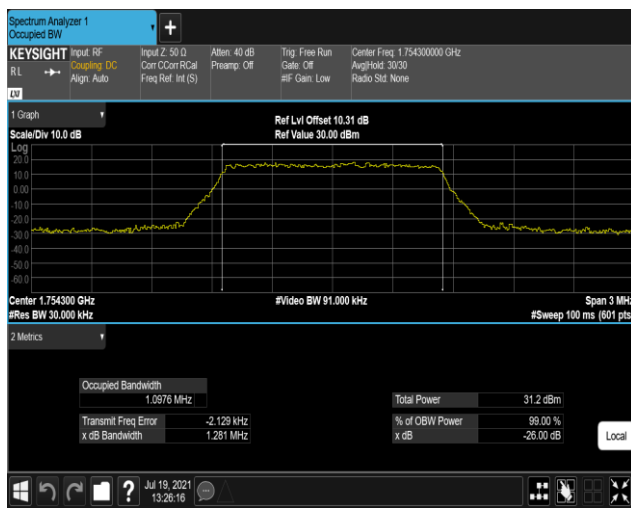 Spectrum Analyzer 1
Occupied BW
+
KEYSIGHT Input: RF Input Z: 50 Ω Atten: 40 dB Trig: Free Run Center Freq: 1.754300000 GHz
RL Coupling: DC Corr CCorr RCal Preamp: Off Gate: Off Avg|Hold: 30/30
Align: Auto Freq Ref: Int (S) #IF Gain: Low Radio Std: None
LXI
1 Graph Ref Lvl Offset 10.31 dB
Scale/Div 10.0 dB Ref Value 30.00 dBm
Log
20.0
10.0
0.00
-10.0
-20.0
-30.0
-40.0
-50.0
-60.0
Center 1.754300 GHz #Video BW 91.000 kHz Span 3 MHz
#Res BW 30.000 kHz #Sweep 100 ms (601 pts
2 Metrics
Occupied Bandwidth
1.0976 MHz Total Power 31.2 dBm
Transmit Freq Error -2.129 kHz % of OBW Power 99.00 %
x dB Bandwidth 1.281 MHz x dB -26.00 dB
Local
? Jul 19, 2021
13:26:16